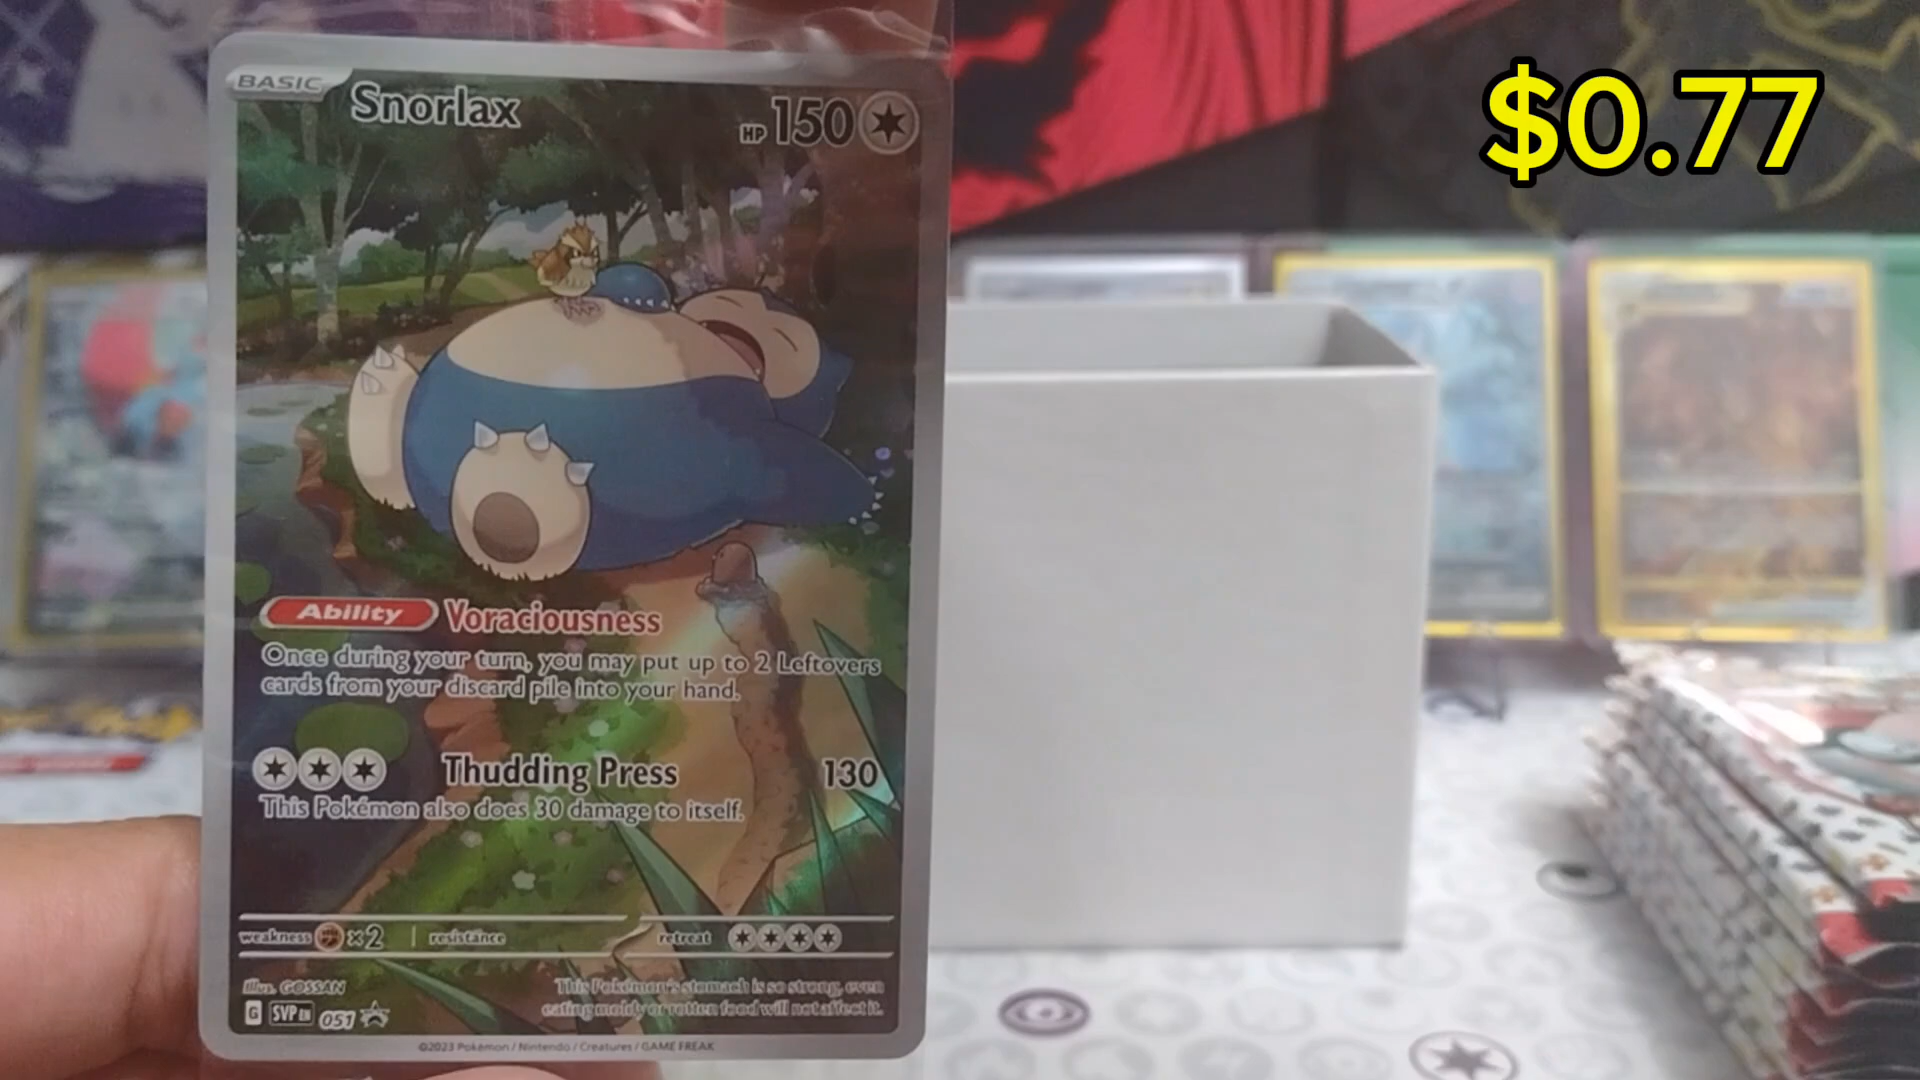 $0.77
BASIC
Snorlax
HP 150
Ability Voraciousness
Once during your turn, you may put up to 2 Leftovers
cards from your discard pile into your hand.
Thudding Press 130
This Pokémon also does 30 damage to itself.
weakness x2 resistance retreat
Illus. GOSSAN
This Pokémon's stomach is so strong, even
eating moldy or rotten food will not affect it.
G SVP EN 051
©2023 Pokémon / Nintendo / Creatures / GAME FREAK